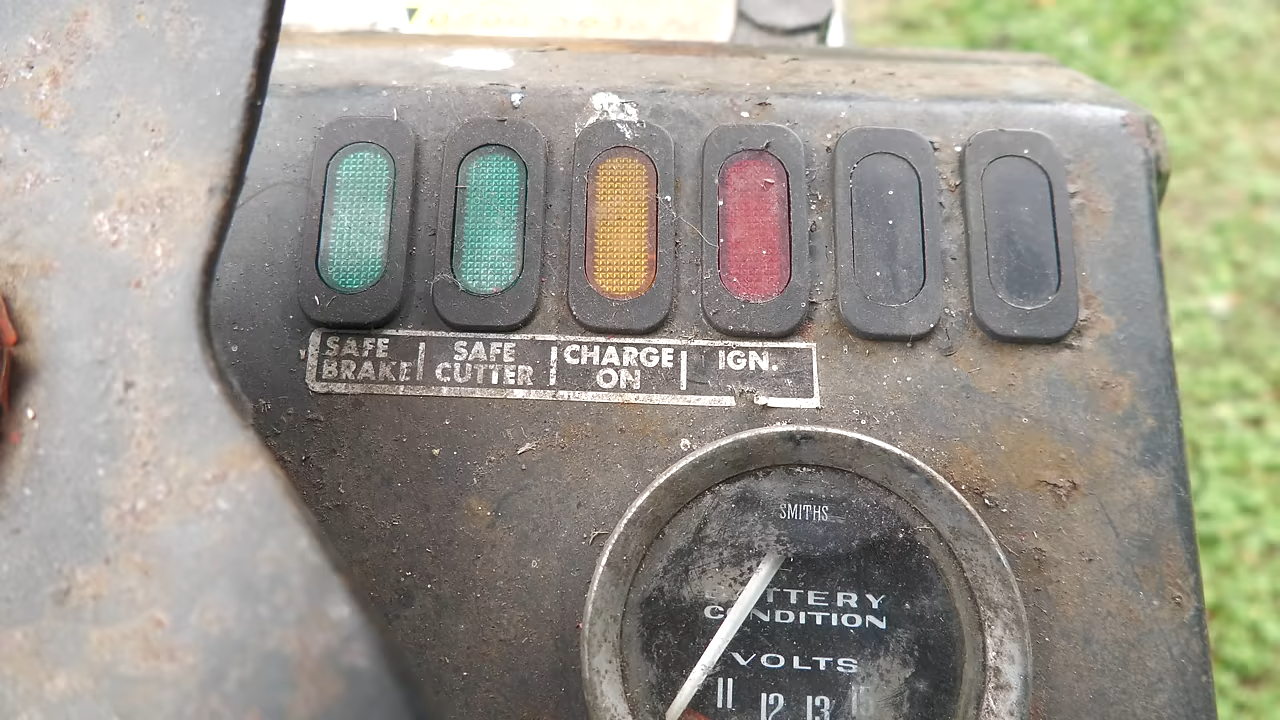 SAFE BRAKE
SAFE CUTTER
CHARGE ON
IGN.
SMITHS
CONDITION
VOLTS
11 12 13